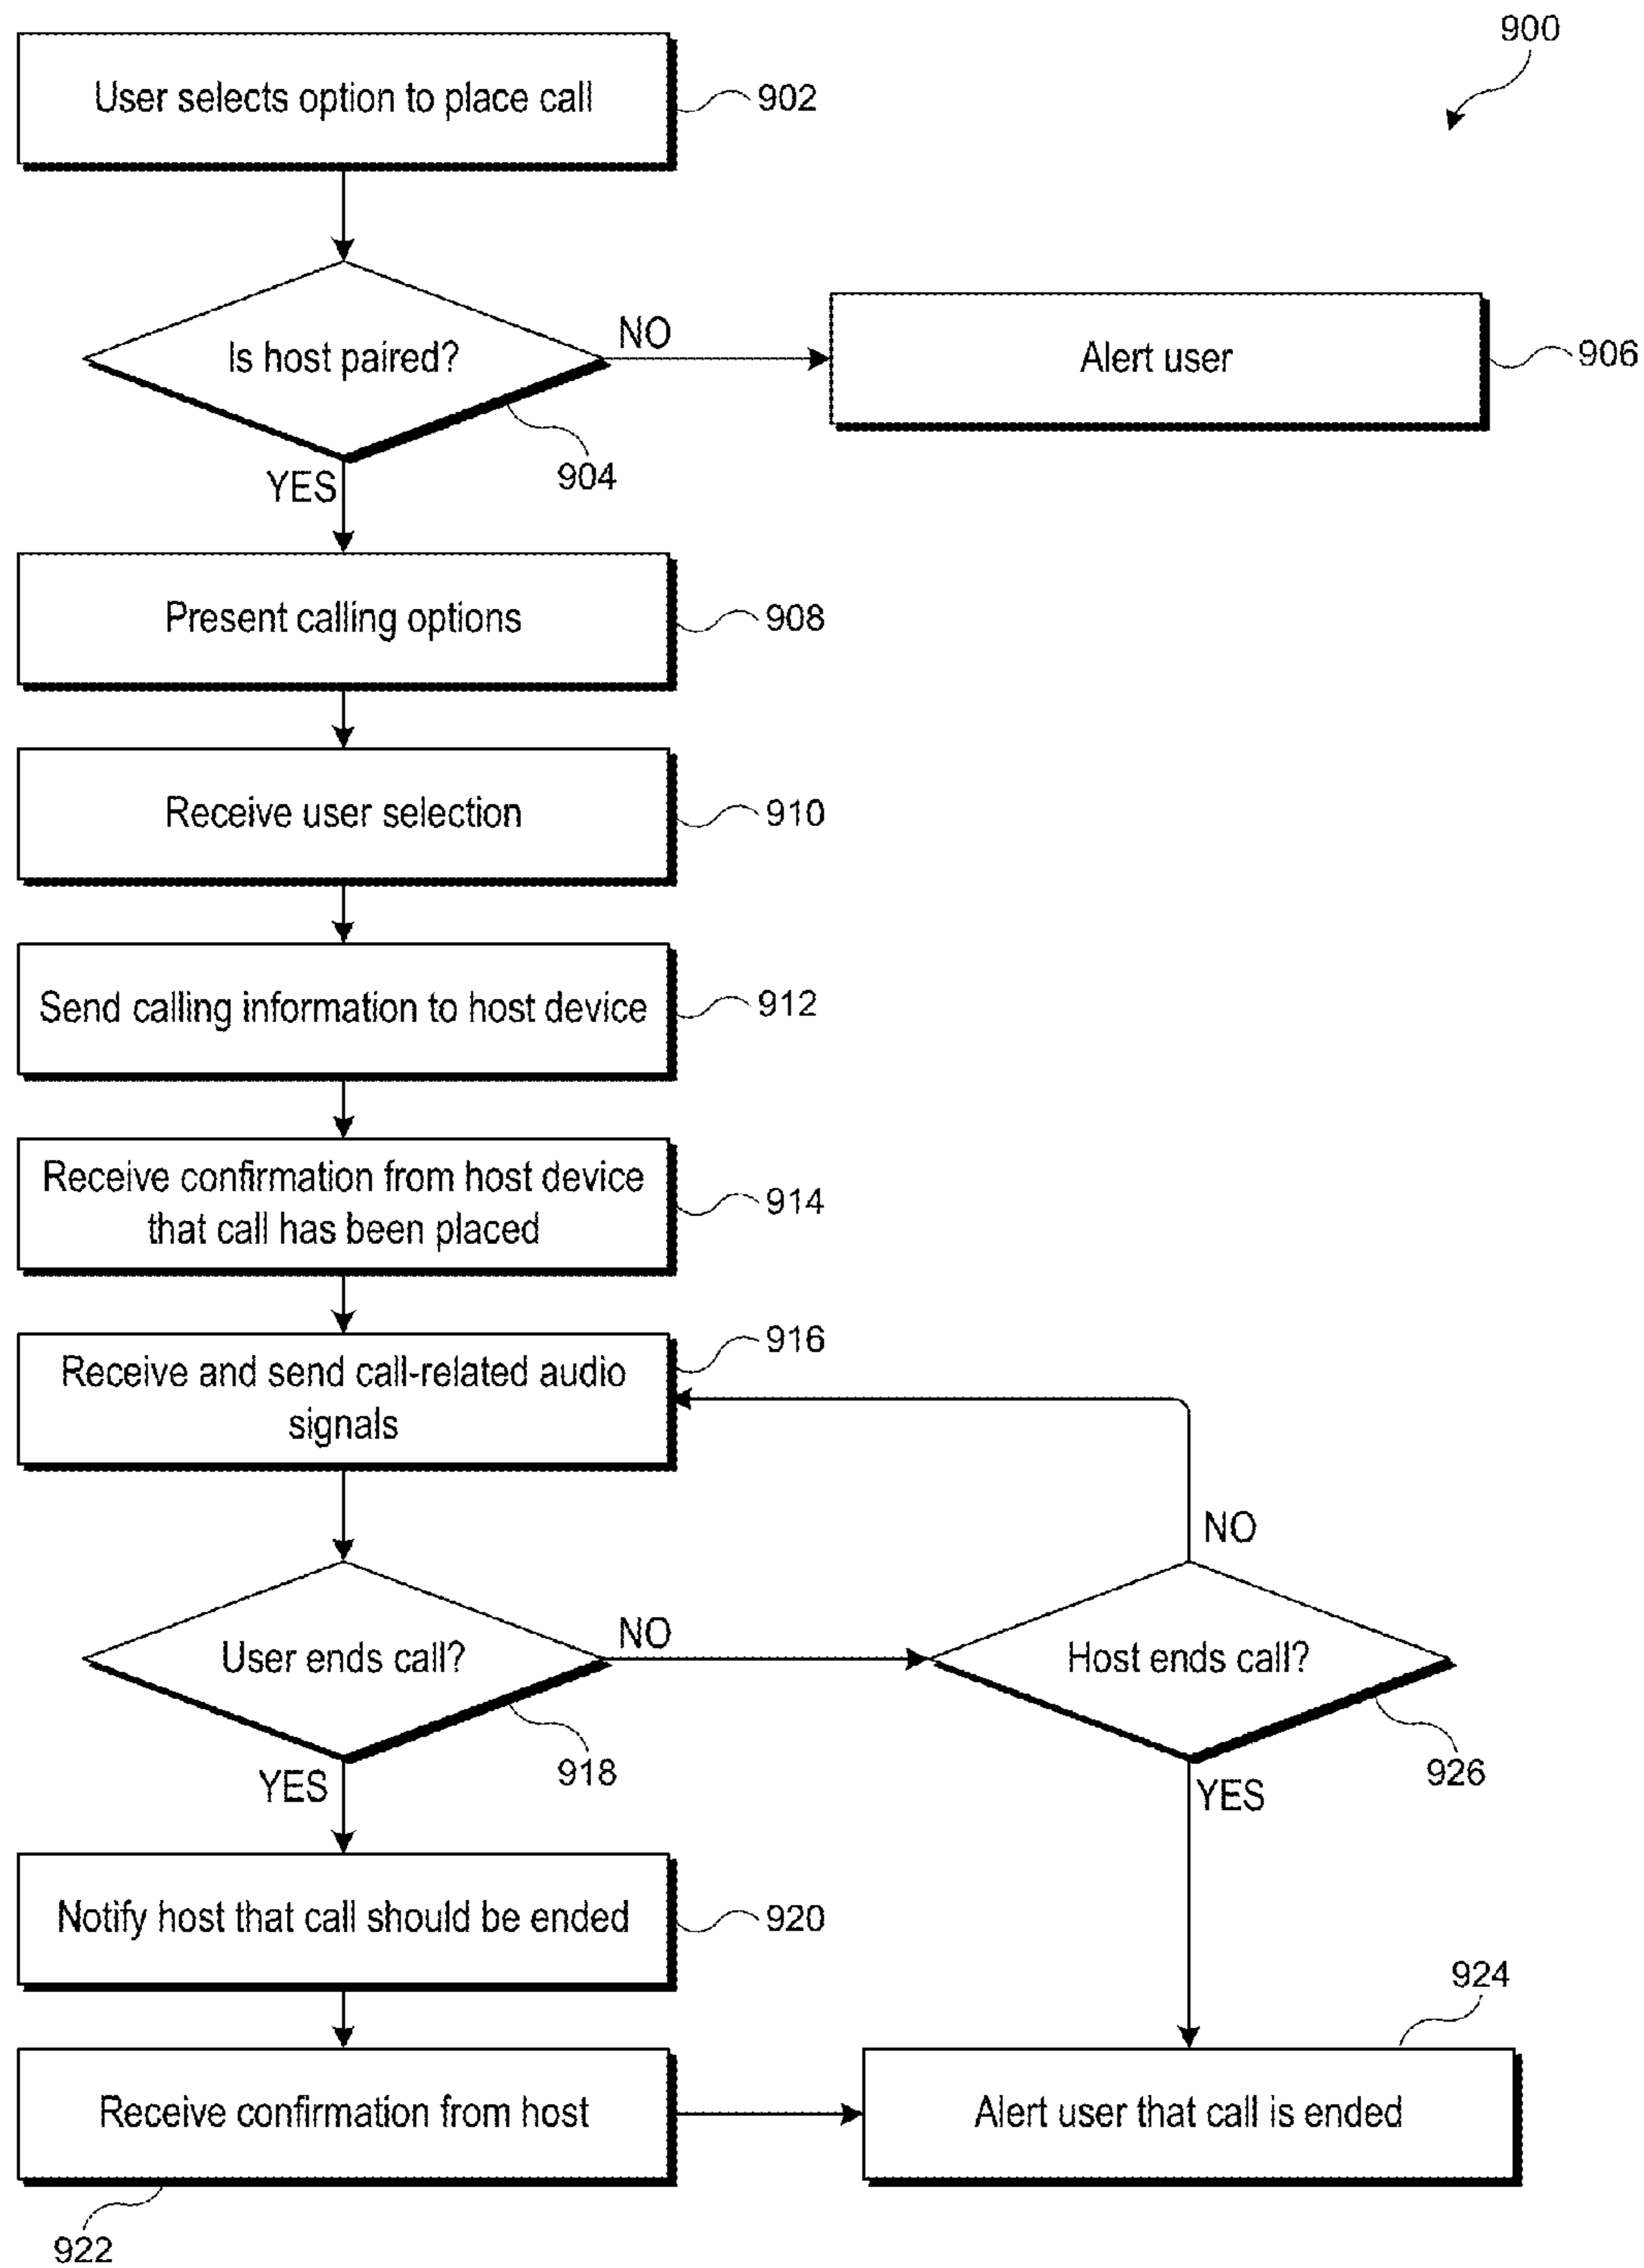 900
User selects option to place call
902
Is host paired?
NO
Alert user
906
904
YES
Present calling options
908
Receive user selection
910
Send calling information to host device
912
Receive confirmation from host device
that call has been placed
914
916
Receive and send call-related audio
signals
NO
User ends call?
NO
Host ends call?
918
926
YES
YES
Notify host that call should be ended
920
924
Receive confirmation from host
Alert user that call is ended
922